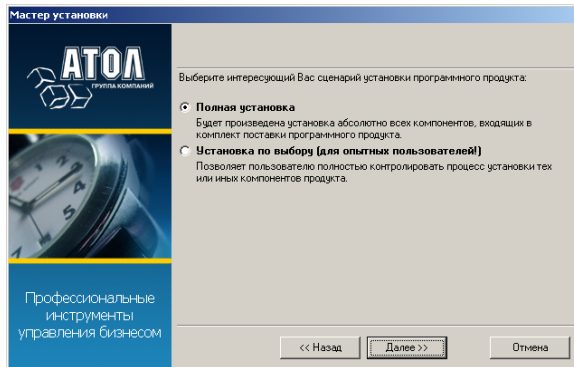 Мастер установки
АТОЛ
ГРУППА КОМПАНИЙ
Выберите интересующий Вас сценарий установки программного продукта:
Полная установка
Будет произведена установка абсолютно всех компонентов, входящих в
комплект поставки программного продукта.
Установка по выбору (для опытных пользователей!)
Позволяет пользователю полностью контролировать процесс установки тех
или иных компонентов продукта.
Профессиональные
инструменты
управления бизнесом
<< Назад
Далее >>
Отмена